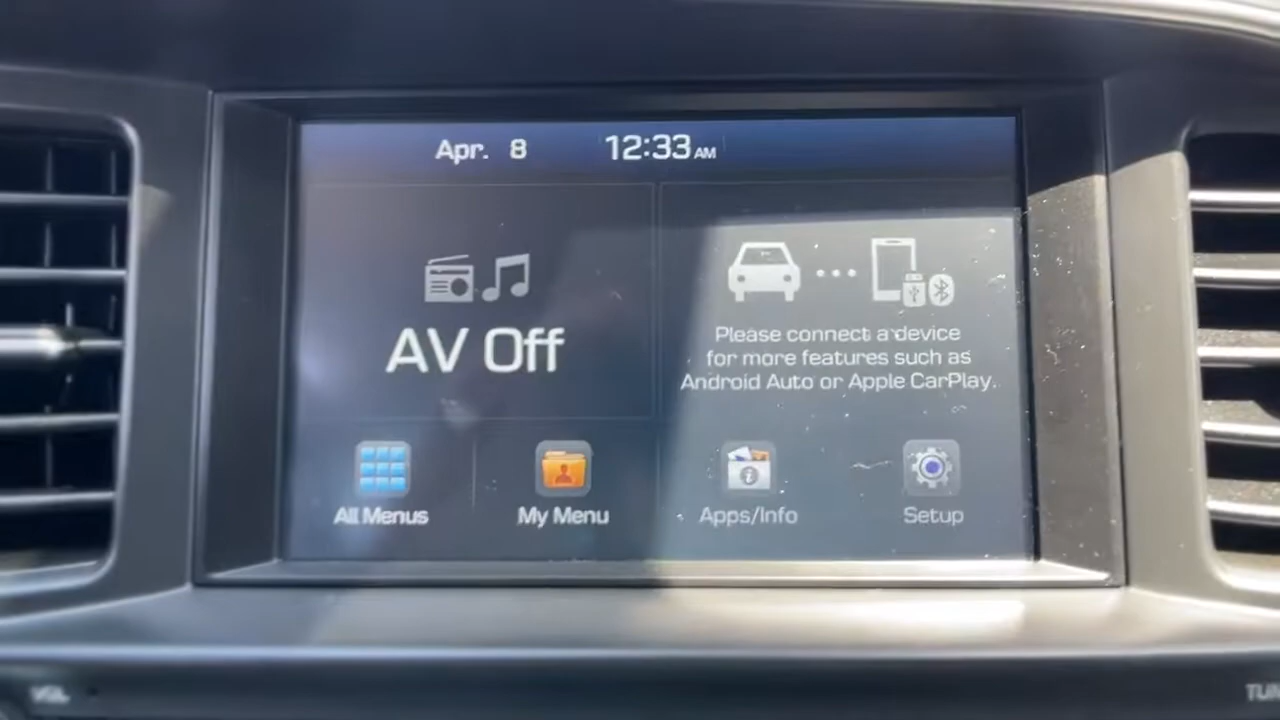 Apr. 8 12:33 AM
AV Off
Please connect a device
for more features such as
Android Auto or Apple CarPlay.
All Menus My Menu Apps/Info Setup
VOL